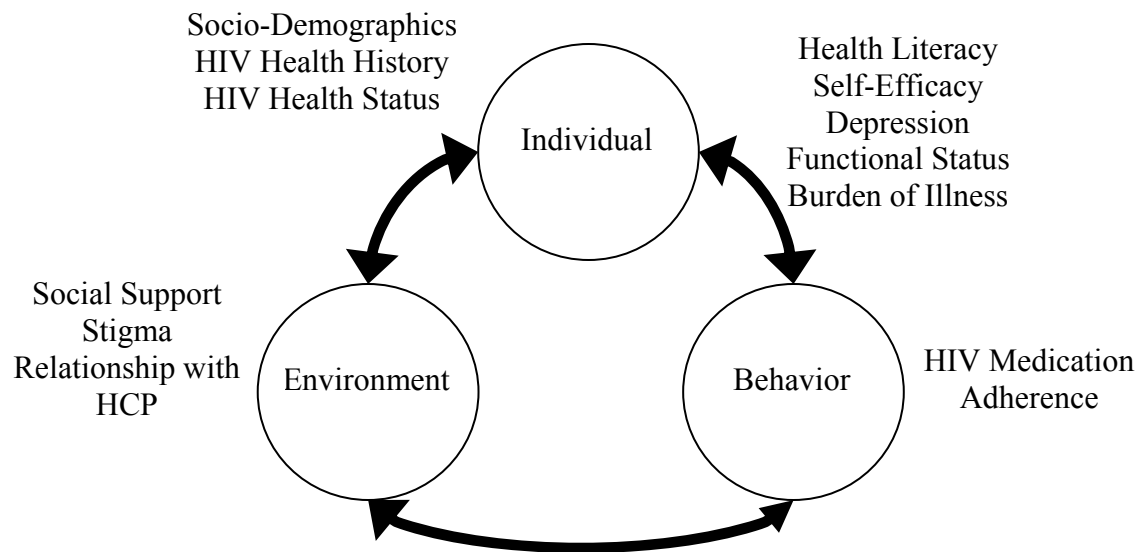 Socio-Demographics
HIV Health History
HIV Health Status
Individual
Health Literacy
Self-Efficacy
Depression
Functional Status
Burden of Illness
Social Support
Stigma
Relationship with
HCP
Environment
Behavior
HIV Medication
Adherence